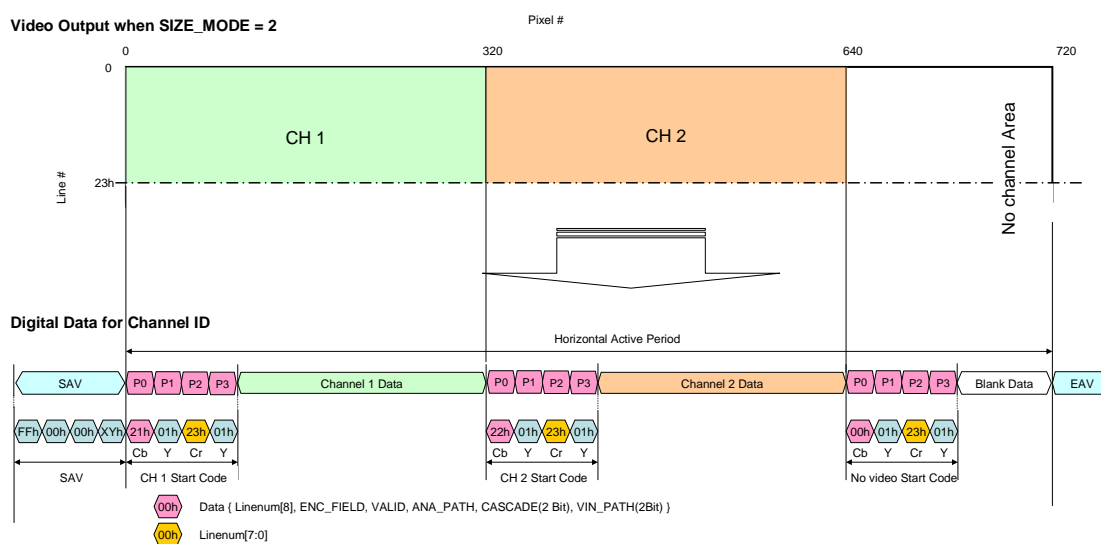 Video Output when SIZE_MODE = 2
Pixel #
0 320 640 720
0
CH 1 CH 2
No channel Area
Line #
23h
Digital Data for Channel ID
Horizontal Active Period
SAV P0 P1 P2 P3 Channel 1 Data P0 P1 P2 P3 Channel 2 Data P0 P1 P2 P3 Blank Data EAV
FFh 00h 00h XYh 21h 01h 23h 01h 22h 01h 23h 01h 00h 01h 23h 01h
Cb Y Cr Y Cb Y Cr Y Cb Y Cr Y
SAV CH 1 Start Code CH 2 Start Code No video Start Code
00h Data { Linenum[8], ENC_FIELD, VALID, ANA_PATH, CASCADE(2 Bit), VIN_PATH(2Bit) }
00h Linenum[7:0]